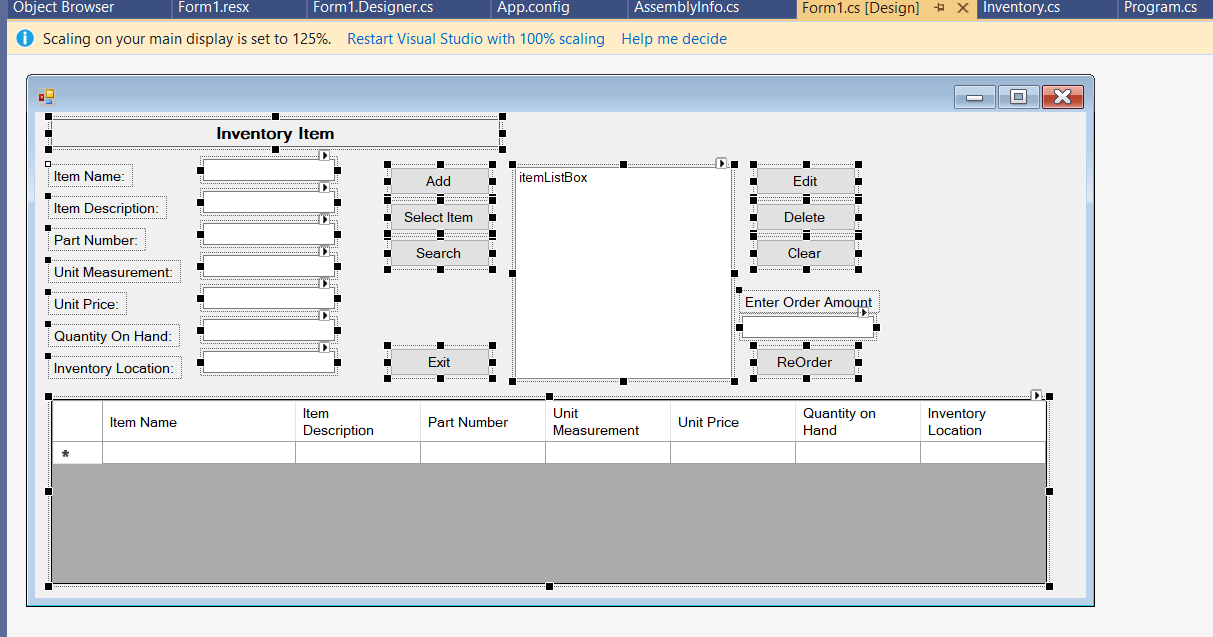 Object Browser Form1.resx Form1.Designer.cs App.config AssemblyInfo.cs Form1.cs [Design] Inventory.cs Program.cs
Scaling on your main display is set to 125%. Restart Visual Studio with 100% scaling Help me decide
Inventory Item
Item Name:
Item Description:
Part Number:
Unit Measurement:
Unit Price:
Quantity On Hand:
Inventory Location:
Add
Select Item
Search
Exit
itemListBox
Edit
Delete
Clear
Enter Order Amount
ReOrder
Item Name
Item
Description
Part Number
Unit
Measurement
Unit Price
Quantity on
Hand
Inventory
Location